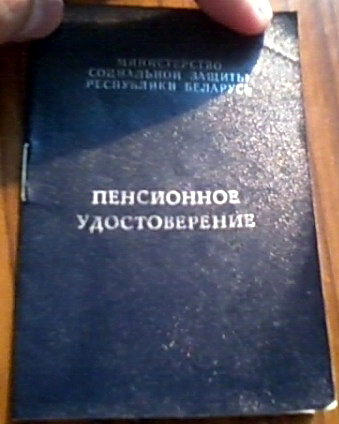 МИНИСТЕРСТВО
СОЦИАЛЬНОЙ ЗАЩИТЫ
РЕСПУБЛИКИ БЕЛАРУСЬ
ПЕНСИОННОЕ
УДОСТОВЕРЕНИЕ